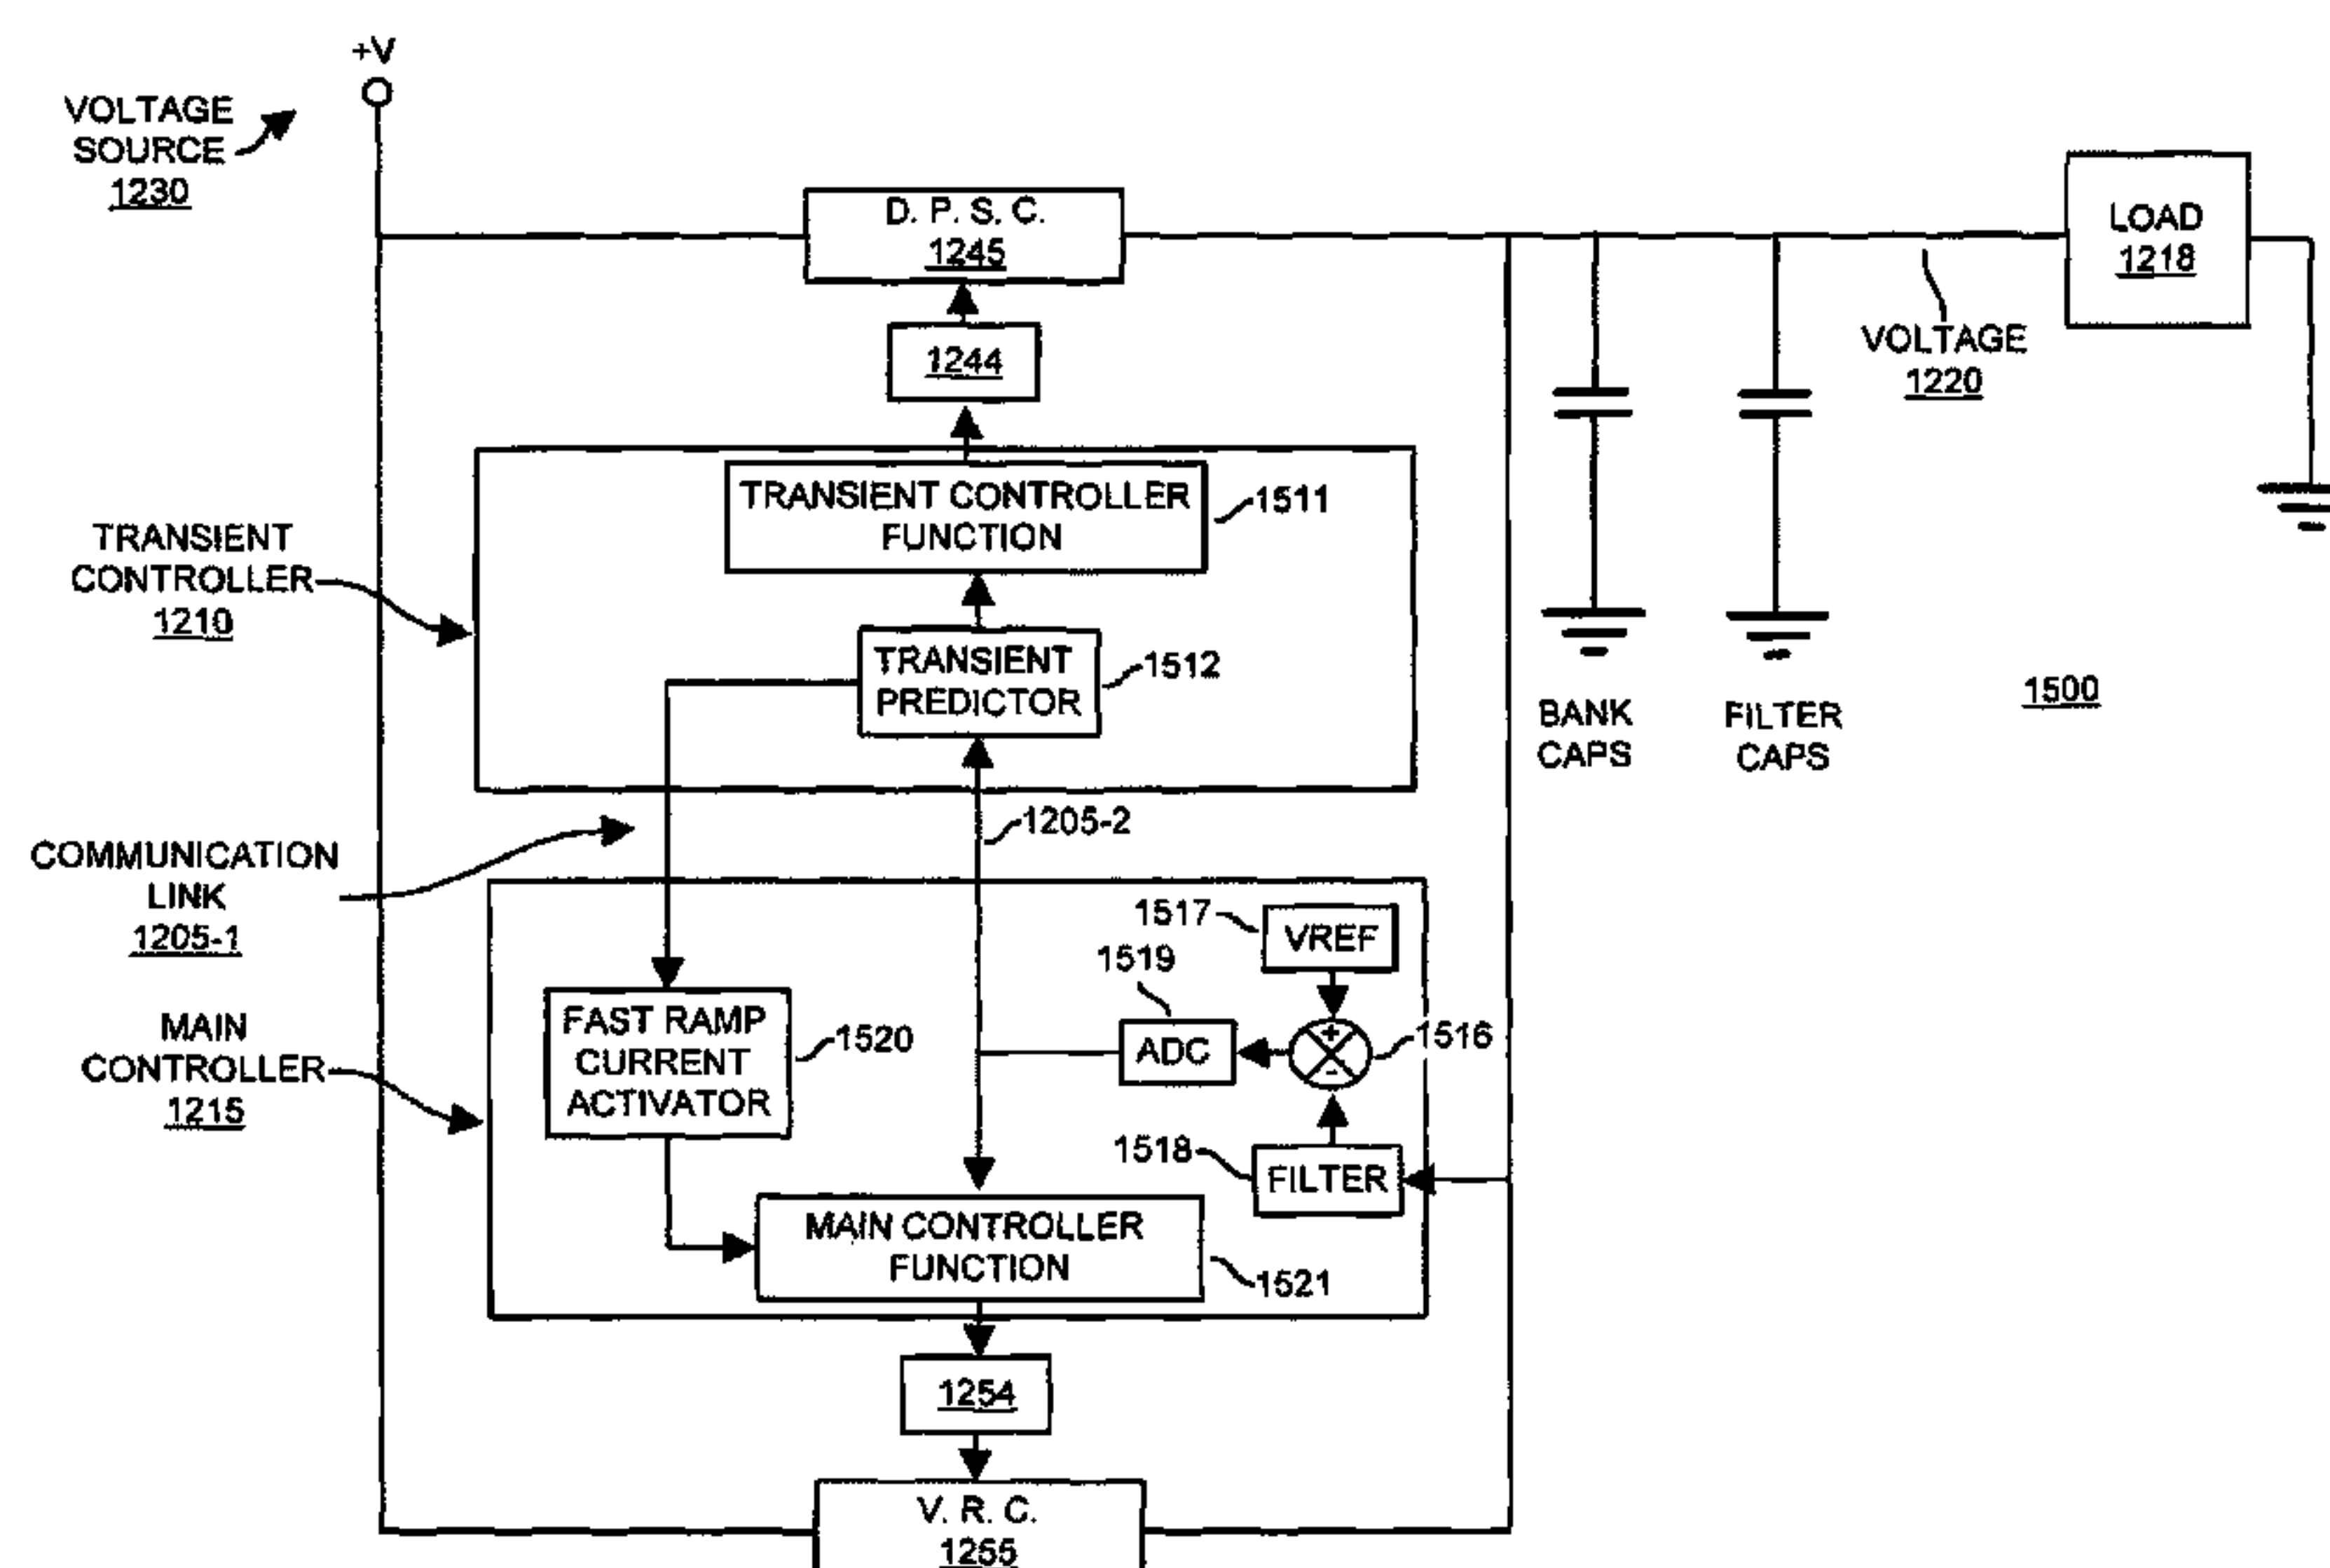 +V
VOLTAGE
SOURCE
1230
D. P. S. C.
1245
LOAD
1218
1244
VOLTAGE
1220
TRANSIENT CONTROLLER
FUNCTION
1511
TRANSIENT
CONTROLLER
1210
TRANSIENT
PREDICTOR
1512
BANK
CAPS
FILTER
CAPS
1500
1205-2
COMMUNICATION
LINK
1205-1
1517
VREF
1519
FAST RAMP
CURRENT
ACTIVATOR
1520
ADC
+
-
1516
MAIN
CONTROLLER
1215
1518
FILTER
MAIN CONTROLLER
FUNCTION
1521
1254
V. R. C.
1255